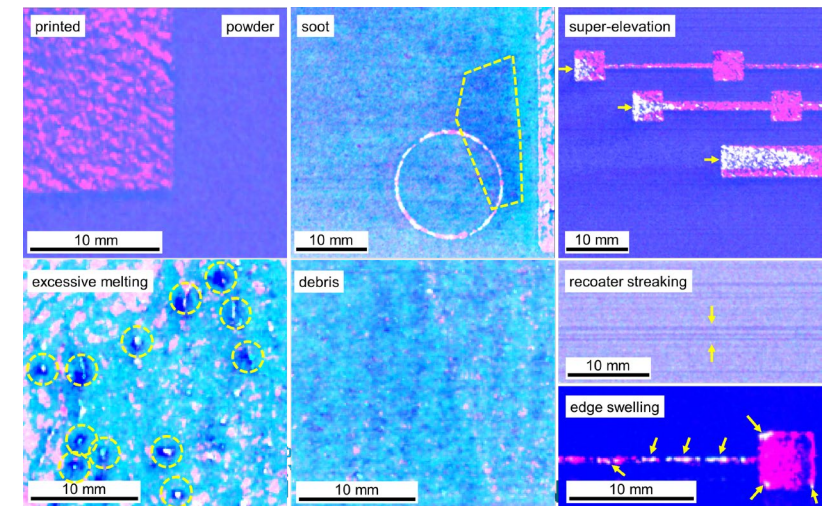 printed
powder
soot
super-elevation
10 mm
10 mm
10 mm
excessive melting
debris
recoater streaking
10 mm
edge swelling
10 mm
10 mm
10 mm